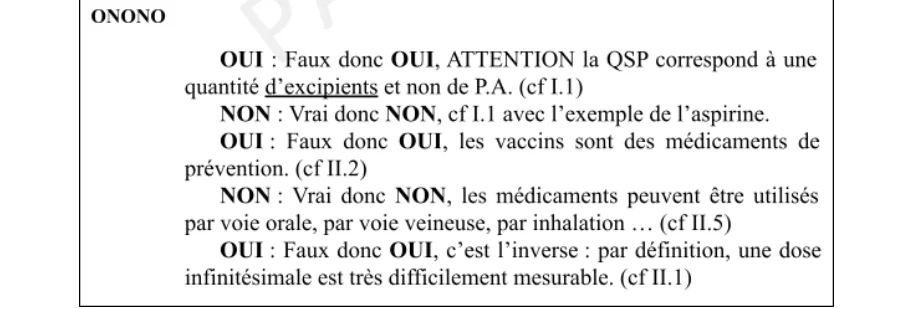 ONONO
OUI : Faux donc OUI, ATTENTION la QSP correspond à une
quantité d’excipients et non de P.A. (cf I.1)
NON : Vrai donc NON, cf I.1 avec l’exemple de l’aspirine.
OUI : Faux donc OUI, les vaccins sont des médicaments de
prévention. (cf II.2)
NON : Vrai donc NON, les médicaments peuvent être utilisés
par voie orale, par voie veineuse, par inhalation … (cf II.5)
OUI : Faux donc OUI, c’est l’inverse : par définition, une dose
infinitésimale est très difficilement mesurable. (cf II.1)